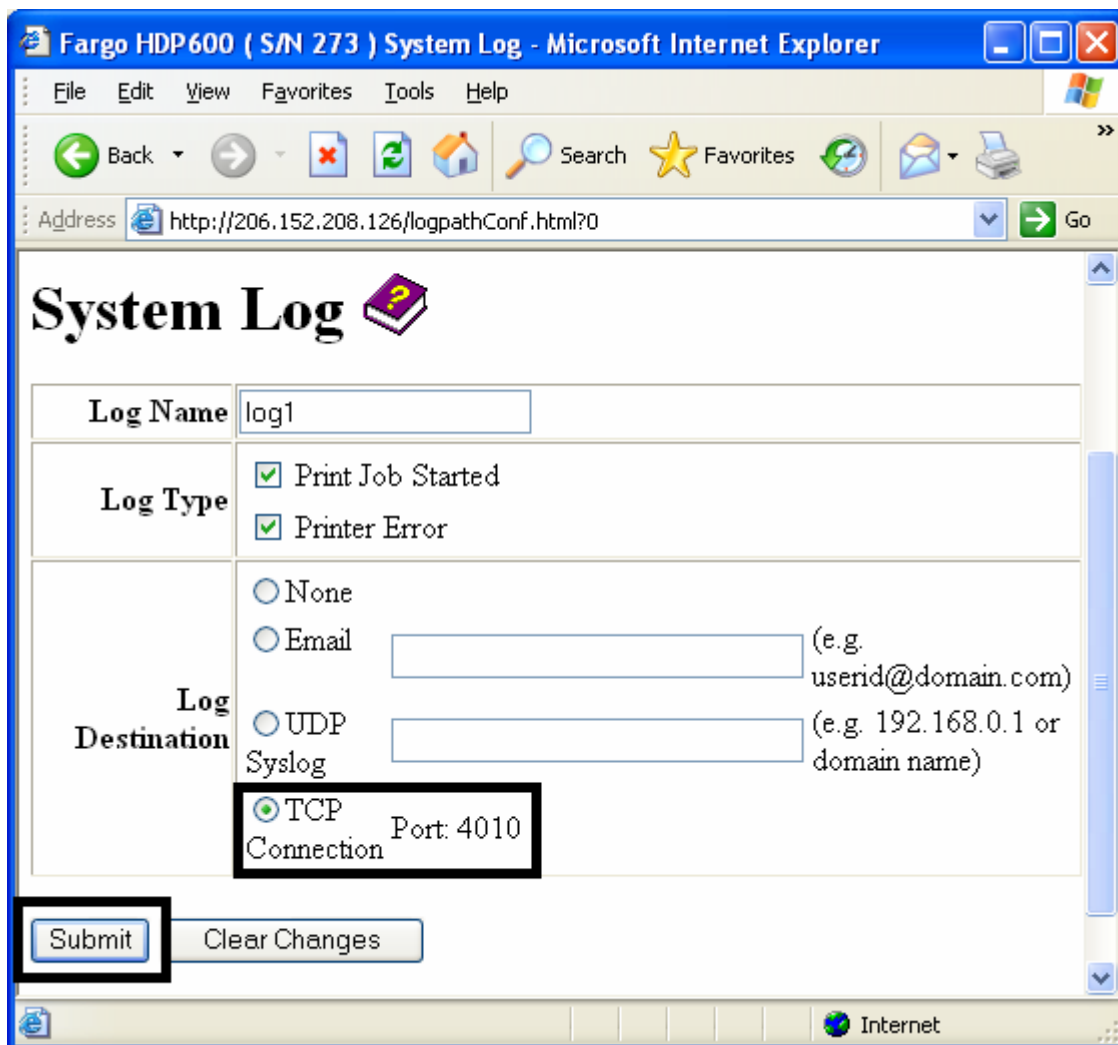 Fargo HDP600 ( S/N 273 ) System Log - Microsoft Internet Explorer
File Edit View Favorites Tools Help
Back Search Favorites »
Address http://206.152.208.126/logpathConf.html?0 Go
System Log ?
Log Name log1
Log Type
Print Job Started
Printer Error
Log
Destination
None
Email (e.g.
userid@domain.com)
UDP
Syslog (e.g. 192.168.0.1 or
domain name)
TCP
Connection Port: 4010
Submit Clear Changes
Internet